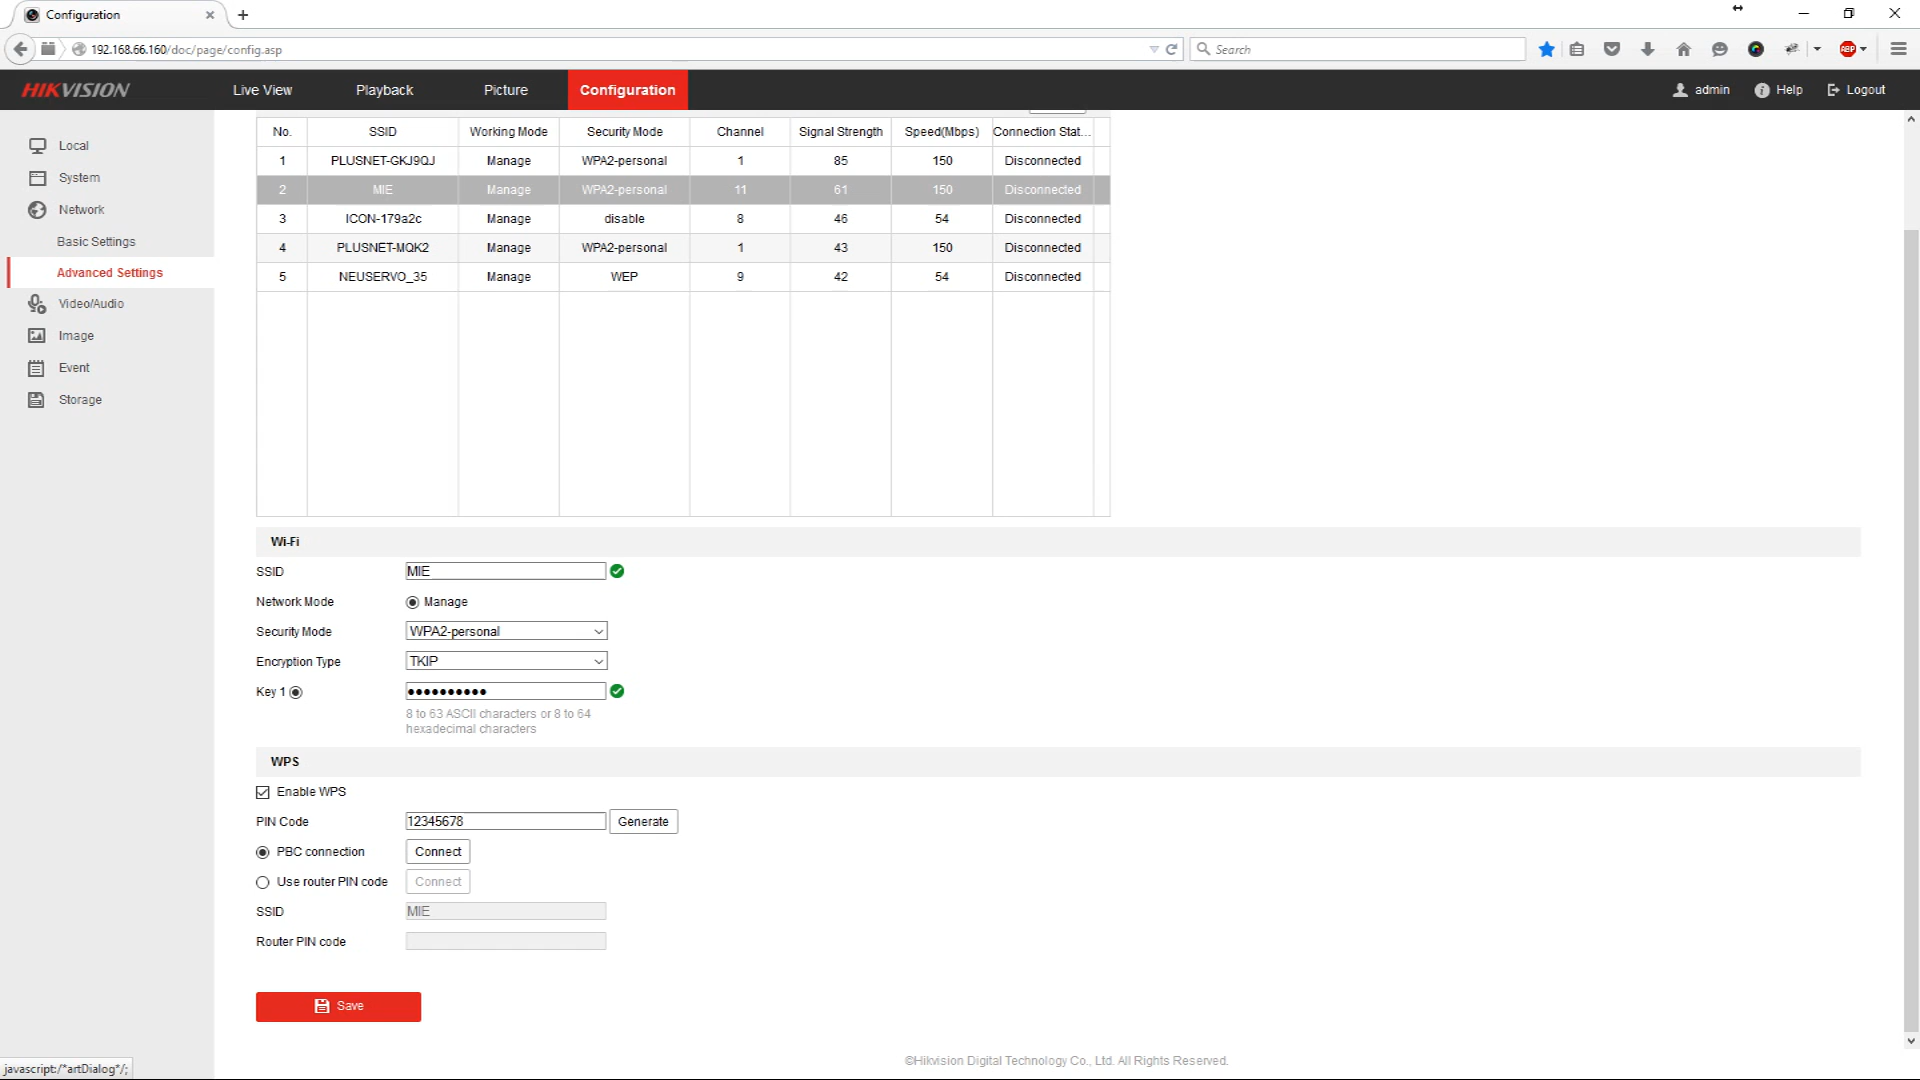 Configuration
192.168.66.160/doc/page/config.asp
Search
ABP
HIKVISION
Live View
Playback
Picture
Configuration
admin
Help
Logout
Local
System
Network
Basic Settings
Advanced Settings
Video/Audio
Image
Event
Storage
No. SSID Working Mode Security Mode Channel Signal Strength Speed(Mbps) Connection Stat...
1 PLUSNET-GKJ9QJ Manage WPA2-personal 1 85 150 Disconnected
2 MIE Manage WPA2-personal 11 61 150 Disconnected
3 ICON-179a2c Manage disable 8 46 54 Disconnected
4 PLUSNET-MQK2 Manage WPA2-personal 1 43 150 Disconnected
5 NEUSERVO_35 Manage WEP 9 42 54 Disconnected
Wi-Fi
SSID MIE
Network Mode Manage
Security Mode WPA2-personal
Encryption Type TKIP
Key 1 ●●●●●●●●●●
8 to 63 ASCII characters or 8 to 64
hexadecimal characters
WPS
Enable WPS
PIN Code 12345678 Generate
PBC connection Connect
Use router PIN code Connect
SSID MIE
Router PIN code
Save
©Hikvision Digital Technology Co., Ltd. All Rights Reserved.
javascript:/*artDialog*/;